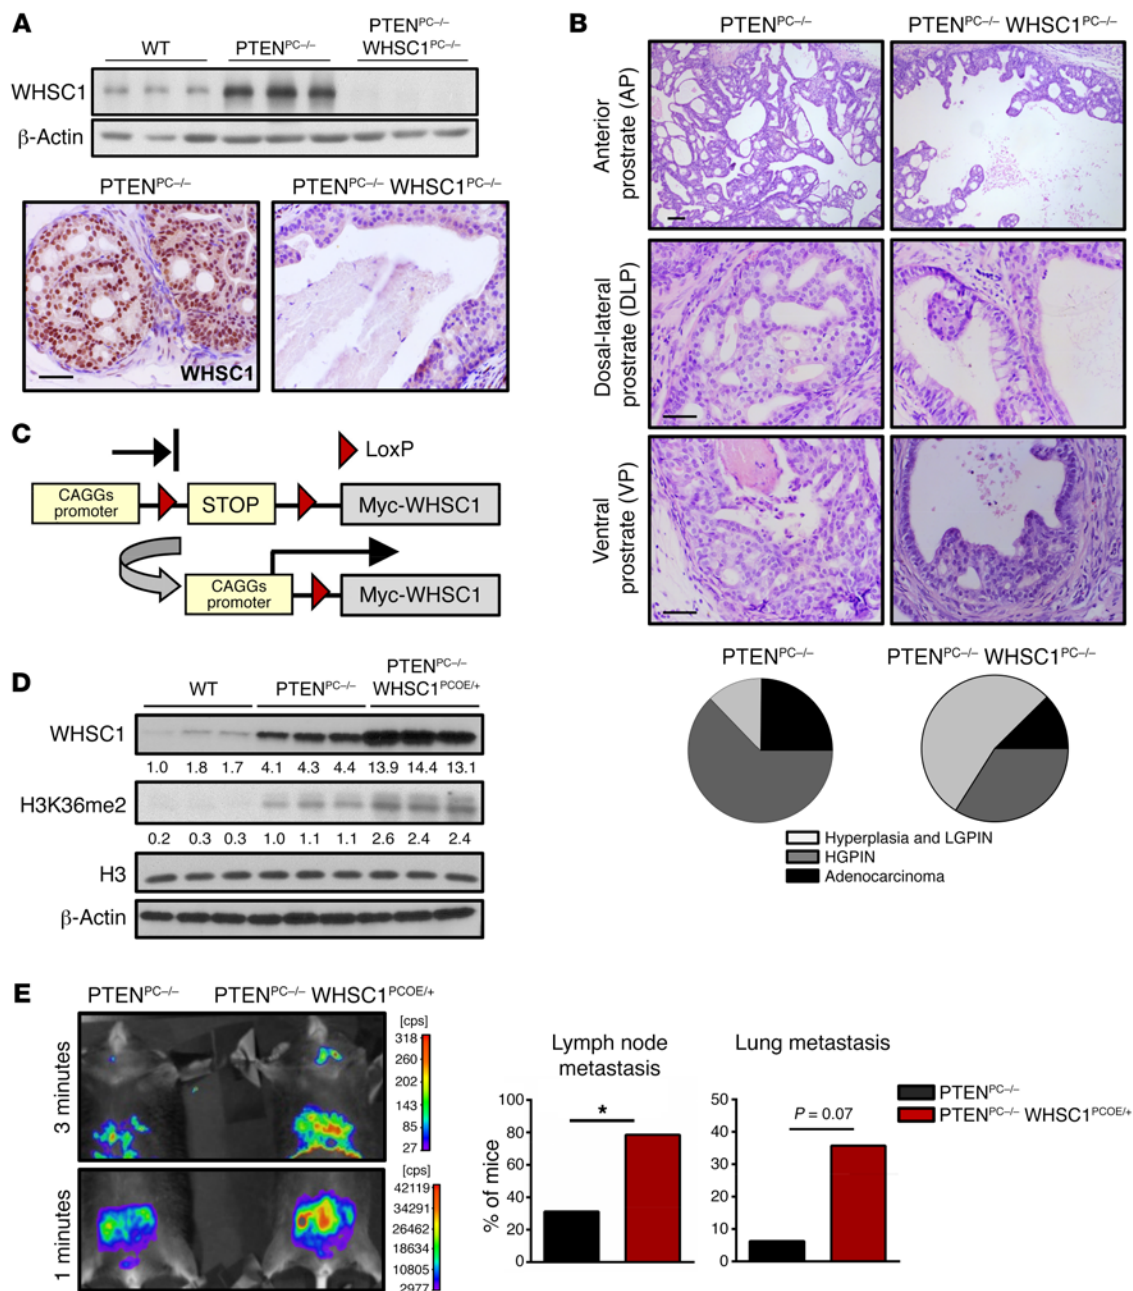 A
WT
PTEN^PC–/–
PTEN^PC–/–
WHSC1^PC–/–
WHSC1
β-Actin
PTEN^PC–/–
PTEN^PC–/– WHSC1^PC–/–
WHSC1
B
PTEN^PC–/–
PTEN^PC–/– WHSC1^PC–/–
Anterior
prostrate (AP)
Dosal-lateral
prostrate (DLP)
Ventral
prostrate (VP)
PTEN^PC–/–
PTEN^PC–/– WHSC1^PC–/–
Hyperplasia and LGPIN
HGPIN
Adenocarcinoma
C
LoxP
CAGGs
promoter
STOP
Myc-WHSC1
CAGGs
promoter
Myc-WHSC1
D
WT
PTEN^PC–/–
PTEN^PC–/–
WHSC1^PCOE/+
WHSC1
1.0 1.8 1.7 4.1 4.3 4.4 13.9 14.4 13.1
H3K36me2
0.2 0.3 0.3 1.0 1.1 1.1 2.6 2.4 2.4
H3
β-Actin
E
PTEN^PC–/–
PTEN^PC–/– WHSC1^PCOE/+
3 minutes
[cps]
318
260
202
143
85
27
1 minutes
[cps]
42119
34291
26462
18634
10805
2977
Lymph node
metastasis
% of mice
100
80
60
40
20
0
*
Lung metastasis
50
40
30
20
10
0
P = 0.07
PTEN^PC–/–
PTEN^PC–/– WHSC1^PCOE/+